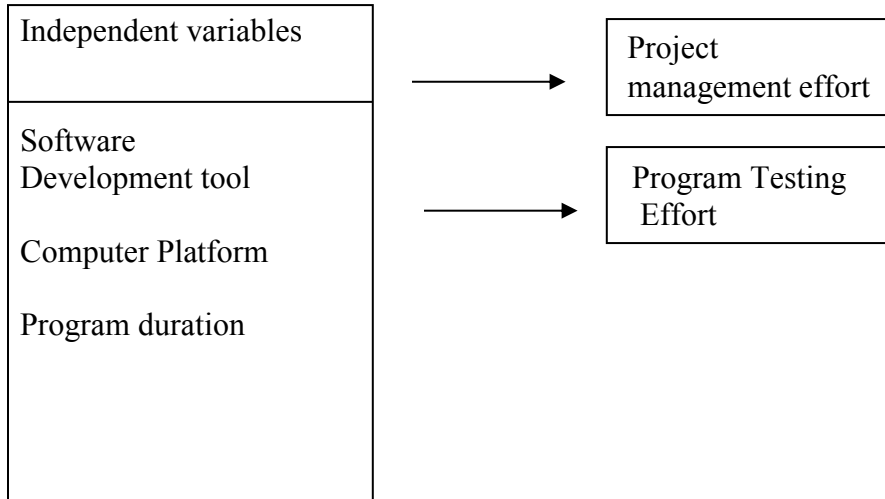 Independent variables
Software
Development tool
Computer Platform
Program duration
Project
management effort
Program Testing
Effort